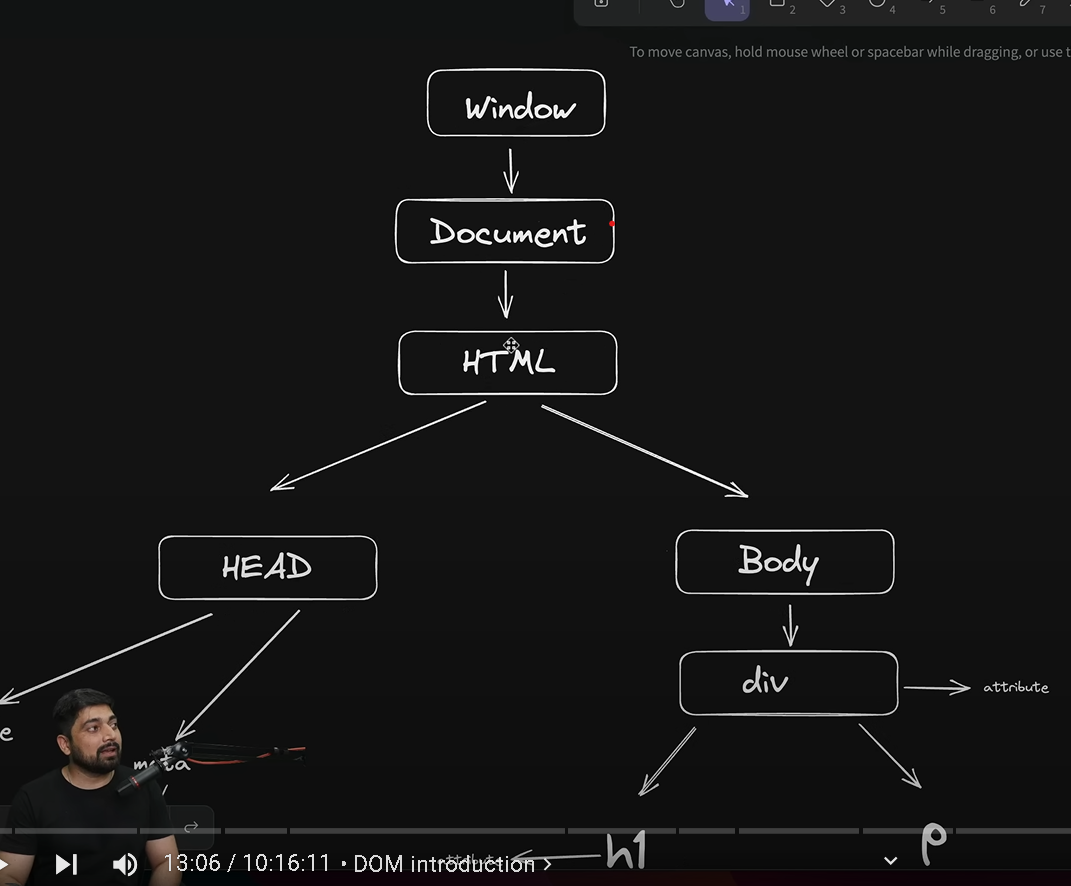 1 2 3 4 5 6 7
To move canvas, hold mouse wheel or spacebar while dragging, or use t
Window
Document
HTML
HEAD
Body
div
attribute
e
meta
h1
p
13:06 / 10:16:11 • DOM introduction